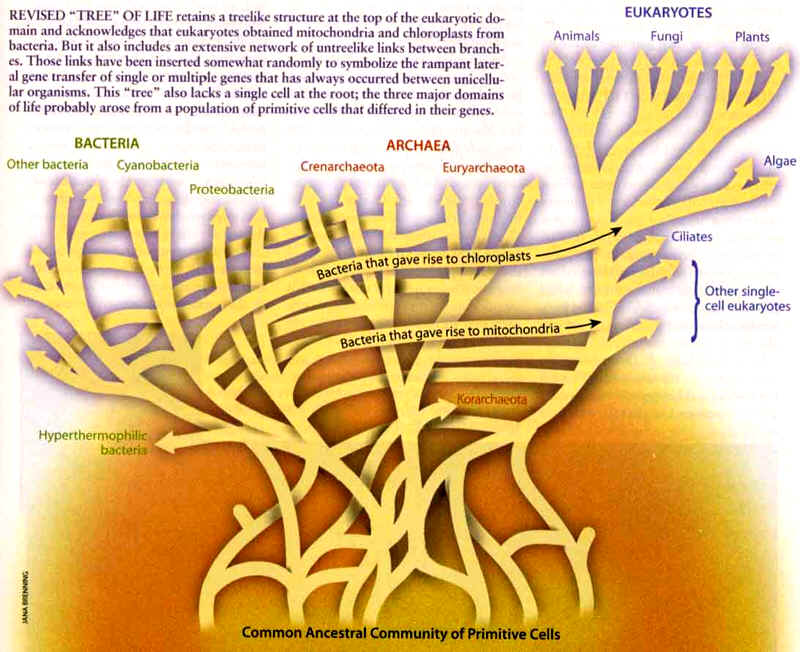 REVISED “TREE” OF LIFE retains a treelike structure at the top of the eukaryotic do-
main and acknowledges that eukaryotes obtained mitochondria and chloroplasts from
bacteria. But it also includes an extensive network of untreelike links between branch-
es. Those links have been inserted somewhat randomly to symbolize the rampant later-
al gene transfer of single or multiple genes that has always occurred between unicellu-
lar organisms. This “tree” also lacks a single cell at the root; the three major domains
of life probably arose from a population of primitive cells that differed in their genes.
EUKARYOTES
Animals
Fungi
Plants
Algae
Ciliates
Other single-
cell eukaryotes
BACTERIA
Other bacteria
Cyanobacteria
Proteobacteria
ARCHAEA
Crenarchaeota
Euryarchaeota
Bacteria that gave rise to chloroplasts
Bacteria that gave rise to mitochondria
Korarchaeota
Hyperthermophilic
bacteria
Common Ancestral Community of Primitive Cells
JANA BRENNING